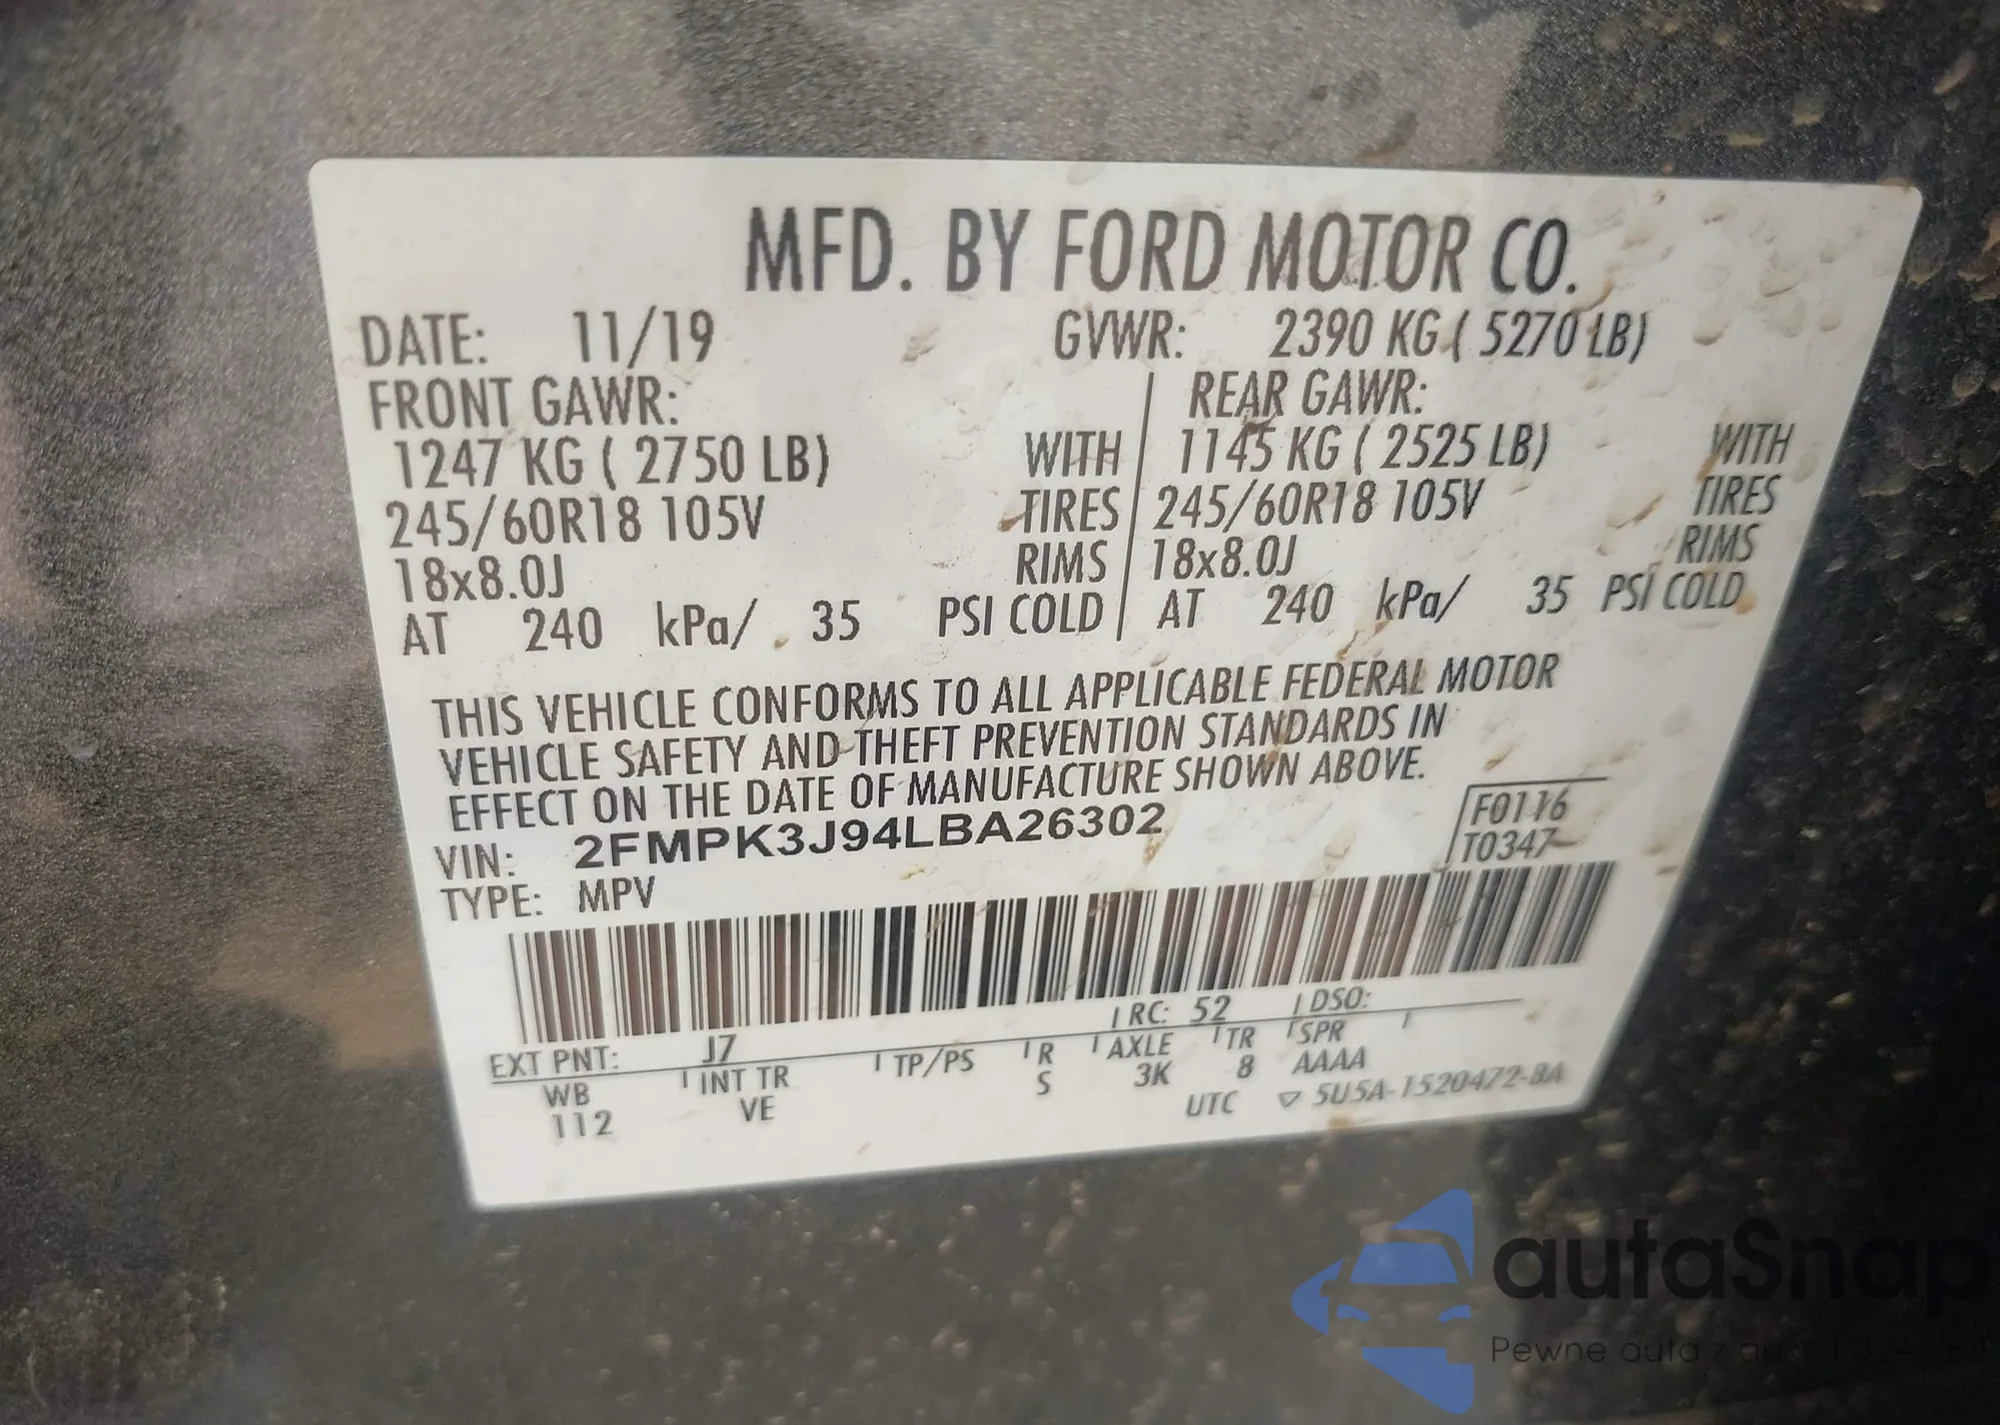 MFD. BY FORD MOTOR CO.
DATE: 11/19 GVWR: 2390 KG ( 5270 LB)
FRONT GAWR: REAR GAWR:
1247 KG ( 2750 LB) WITH 1145 KG ( 2525 LB) WITH
245/60R18 105V TIRES 245/60R18 105V TIRES
18x8.0J RIMS 18x8.0J RIMS
AT 240 kPa/ 35 PSI COLD AT 240 kPa/ 35 PSI COLD
THIS VEHICLE CONFORMS TO ALL APPLICABLE FEDERAL MOTOR
VEHICLE SAFETY AND THEFT PREVENTION STANDARDS IN
EFFECT ON THE DATE OF MANUFACTURE SHOWN ABOVE.
VIN: 2FMPK3J94LBA26302 F0116
TYPE: MPV T0347
EXT PNT: J7 RC: 52 DSO:
WB INT TR TP/PS R AXLE TR SPR
112 VE S 3K 8 AAAA
UTC ▽ 5U5A-1520472-BA
autaSnap
Pewne auta z